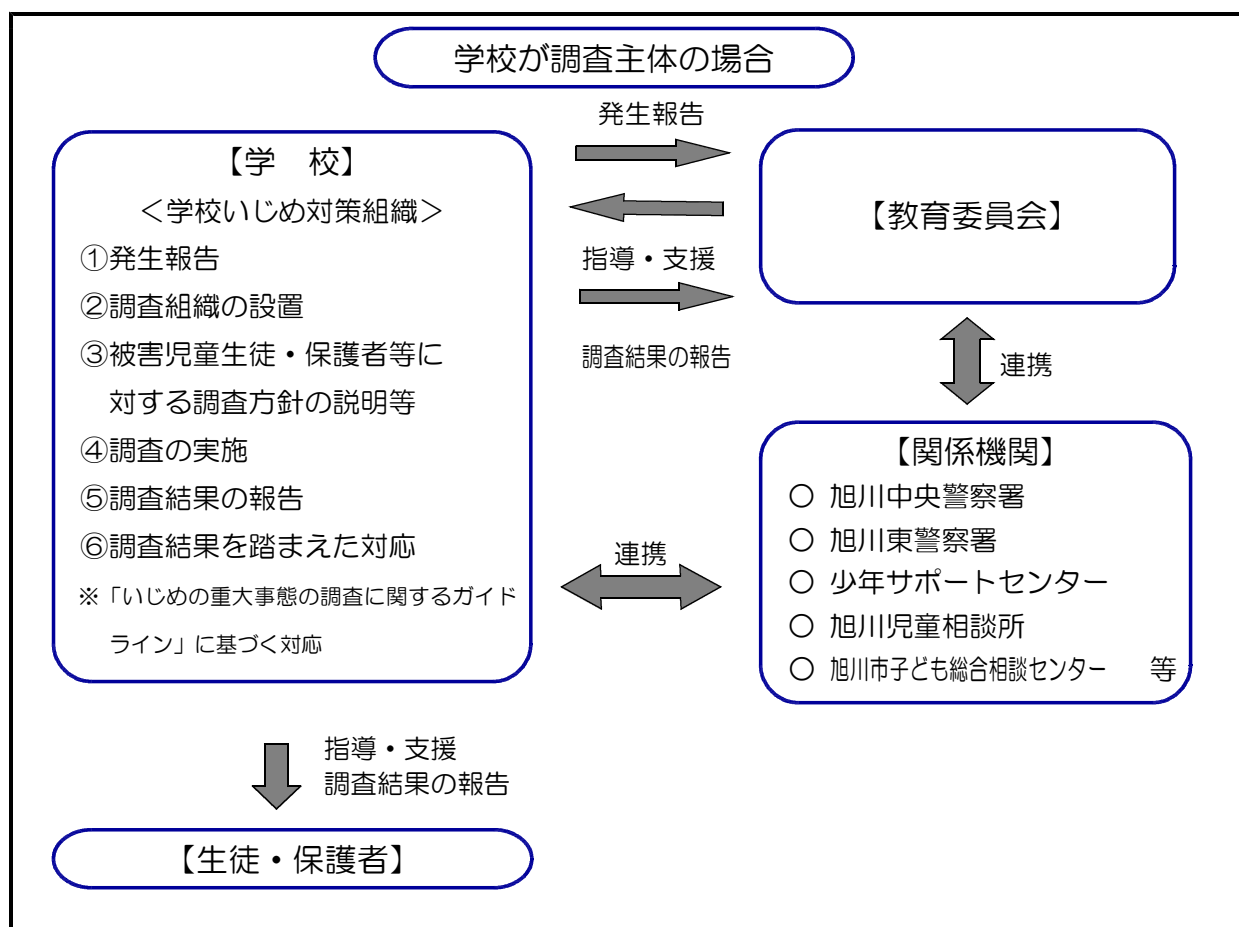 学校が調査主体の場合
発生報告
【学　校】
＜学校いじめ対策組織＞
①発生報告
②調査組織の設置
③被害児童生徒・保護者等に
対する調査方針の説明等
④調査の実施
⑤調査結果の報告
⑥調査結果を踏まえた対応
※「いじめの重大事態の調査に関するガイド
ライン」に基づく対応
指導・支援
調査結果の報告
【教育委員会】
連携
連携
【関係機関】
○ 旭川中央警察署
○ 旭川東警察署
○ 少年サポートセンター
○ 旭川児童相談所
○ 旭川市子ども総合相談センター　等
指導・支援
調査結果の報告
【生徒・保護者】